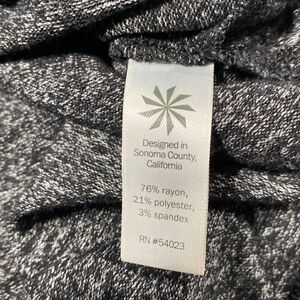 Designed in
Sonoma County,
California
76% rayon,
21% polyester,
3% spandex
RN #54023